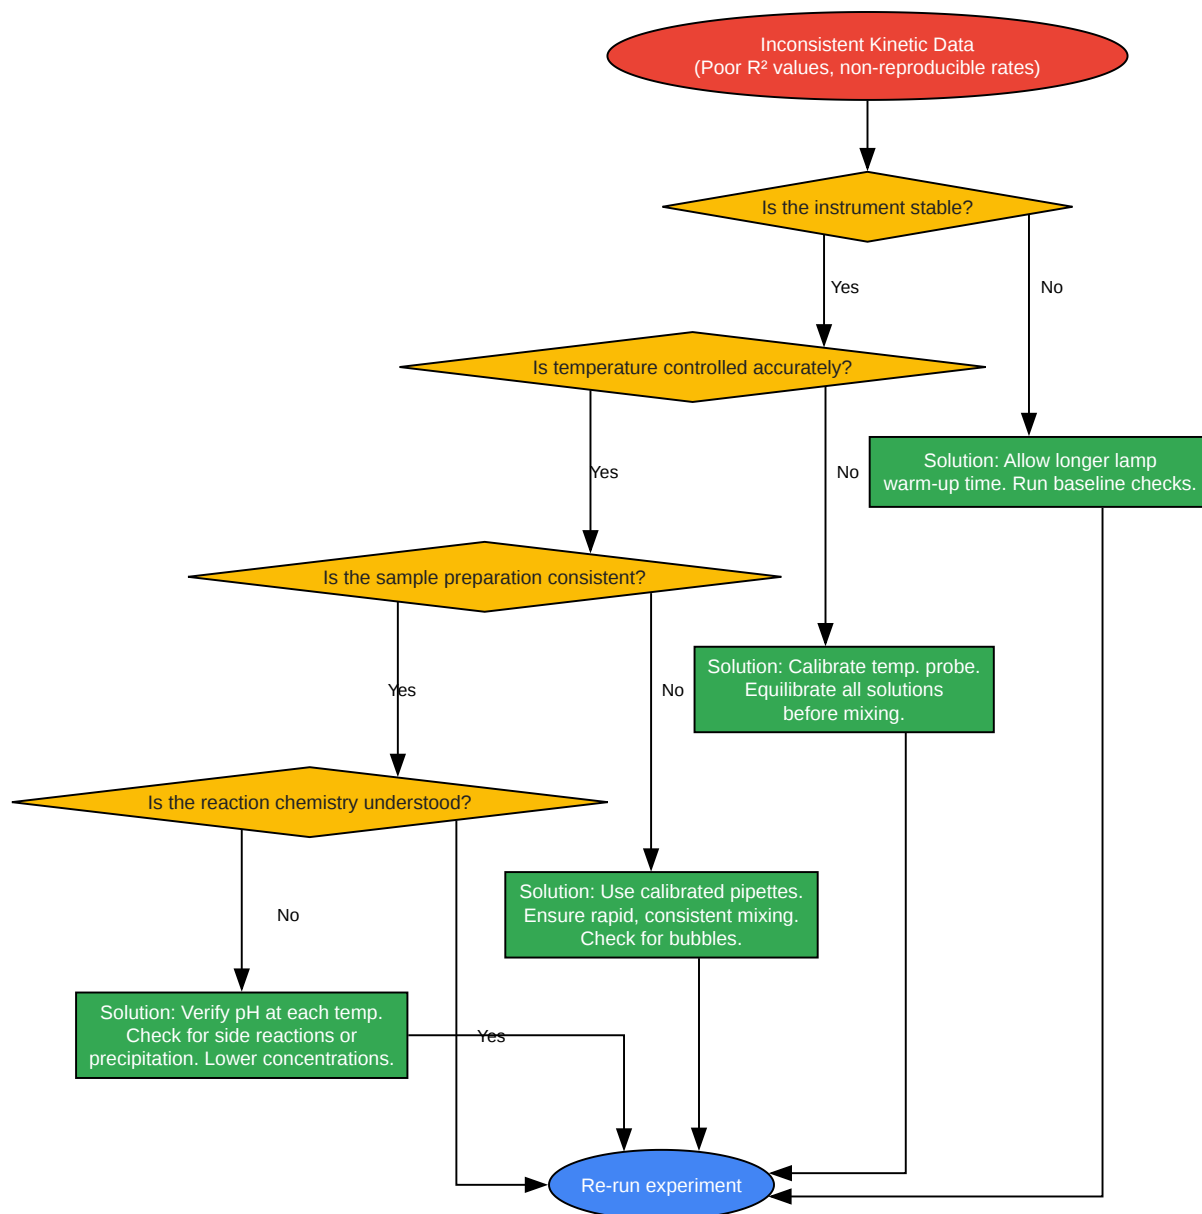 Inconsistent Kinetic Data
(Poor R² values, non-reproducible rates)
Is the instrument stable?
Yes
No
Is temperature controlled accurately?
Solution: Allow longer lamp
warm-up time. Run baseline checks.
Yes
No
Is the sample preparation consistent?
Solution: Calibrate temp. probe.
Equilibrate all solutions
before mixing.
Yes
No
Is the reaction chemistry understood?
Solution: Use calibrated pipettes.
Ensure rapid, consistent mixing.
Check for bubbles.
No
Solution: Verify pH at each temp.
Check for side reactions or
precipitation. Lower concentrations.
Yes
Re-run experiment